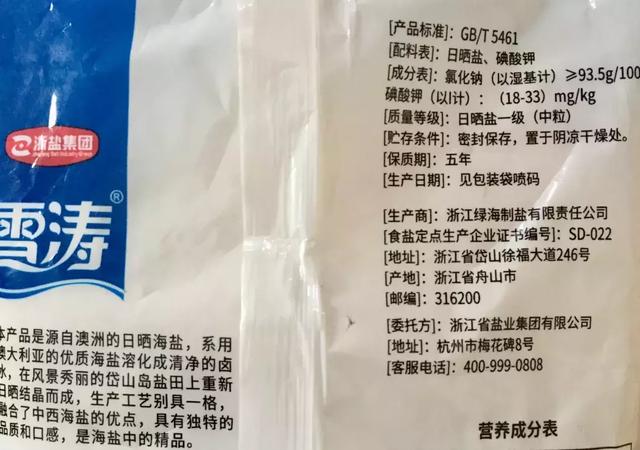 浙盐集团
Zhejiang Salt Industry Group
雪涛®
本产品是源自澳洲的日晒海盐,系用
澳大利亚的优质海盐溶化成清净的卤
水,在风景秀丽的岱山岛盐田上重新
日晒结晶而成,生产工艺别具一格,
融合了中西海盐的优点,具有独特的
品质和口感,是海盐中的精品。
[产品标准]:GB/T 5461
[配料表]:日晒盐、碘酸钾
[成分表]:氯化钠(以湿基计)≥93.5g/100
碘酸钾(以I计):(18-33)mg/kg
[质量等级]:日晒盐一级(中粒)
[贮存条件]:密封保存,置于阴凉干燥处。
[保质期]:五年
[生产日期]:见包装袋喷码
[生产商]:浙江绿海制盐有限责任公司
[食盐定点生产企业证书编号]:SD-022
[地址]:浙江省岱山徐福大道246号
[产地]:浙江省舟山市
[邮编]:316200
[委托方]:浙江省盐业集团有限公司
[地址]:杭州市梅花碑8号
[客服电话]:400-999-0808
营养成分表